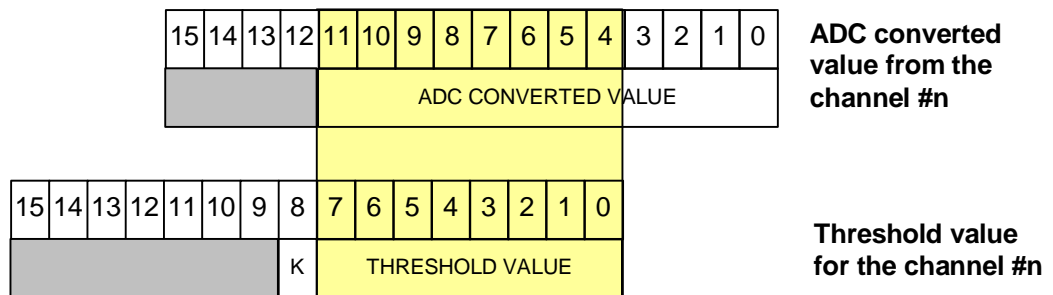 15 14 13 12 11 10 9 8 7 6 5 4 3 2 1 0
ADC CONVERTED VALUE
ADC converted
value from the
channel #n
15 14 13 12 11 10 9 8 7 6 5 4 3 2 1 0
K THRESHOLD VALUE
Threshold value
for the channel #n